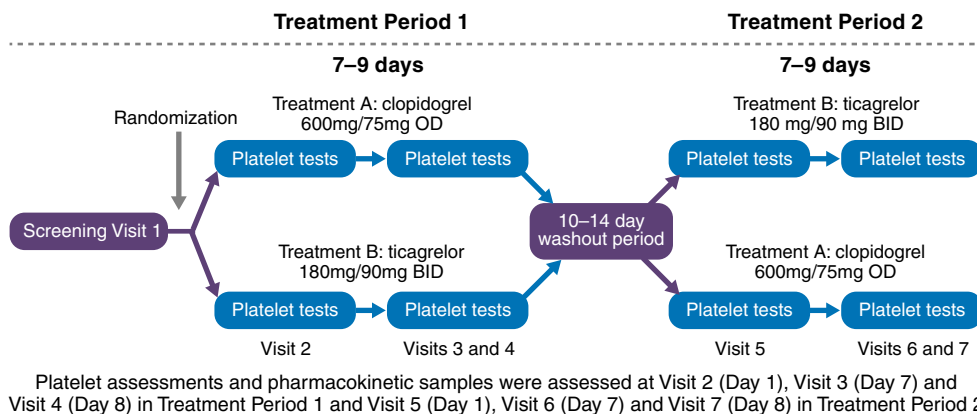 Treatment Period 1
Treatment Period 2
7–9 days
7–9 days
Randomization
Treatment A: clopidogrel
600mg/75mg OD
Treatment B: ticagrelor
180 mg/90 mg BID
Platelet tests
Platelet tests
Platelet tests
Platelet tests
Screening Visit 1
10–14 day
washout period
Treatment B: ticagrelor
180mg/90mg BID
Treatment A: clopidogrel
600mg/75mg OD
Platelet tests
Platelet tests
Platelet tests
Platelet tests
Visit 2
Visits 3 and 4
Visit 5
Visits 6 and 7
Platelet assessments and pharmacokinetic samples were assessed at Visit 2 (Day 1), Visit 3 (Day 7) and
Visit 4 (Day 8) in Treatment Period 1 and Visit 5 (Day 1), Visit 6 (Day 7) and Visit 7 (Day 8) in Treatment Period 2